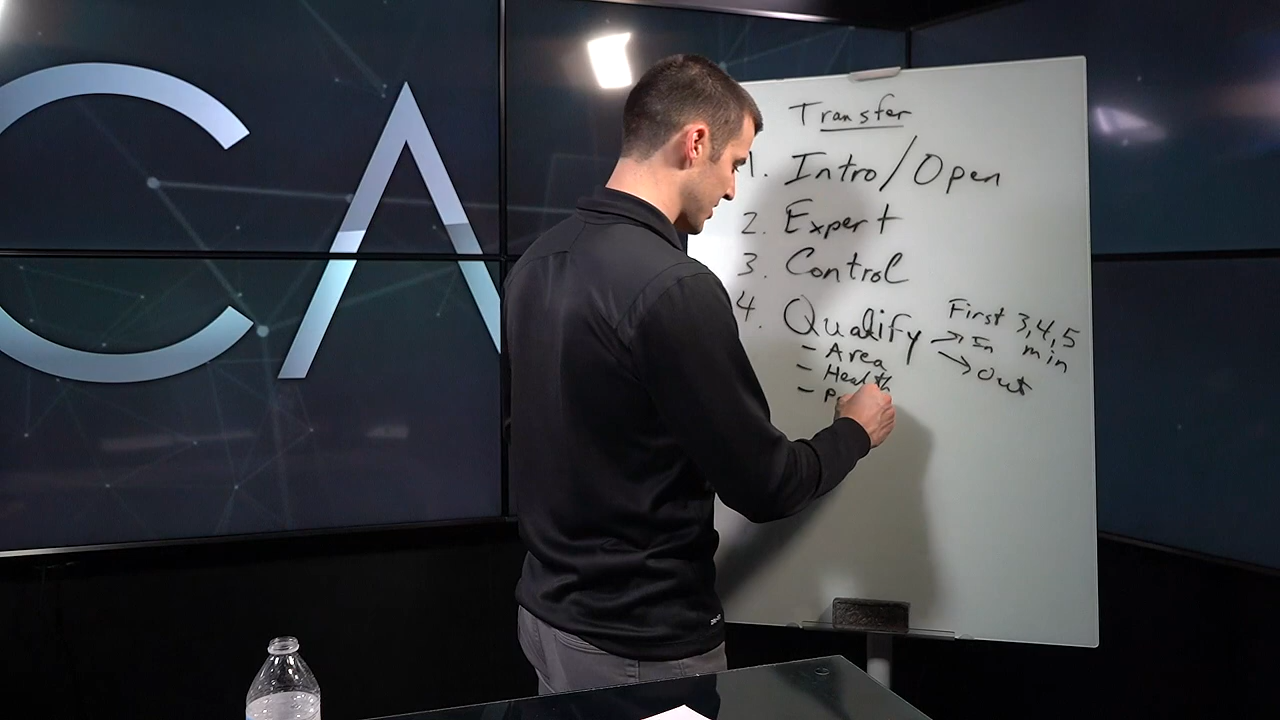 CA
Transfer
1. Intro/Open
2. Expert
3. Control
4. Qualify → In → Out First 3,4,5 min
- Area
- Health
-